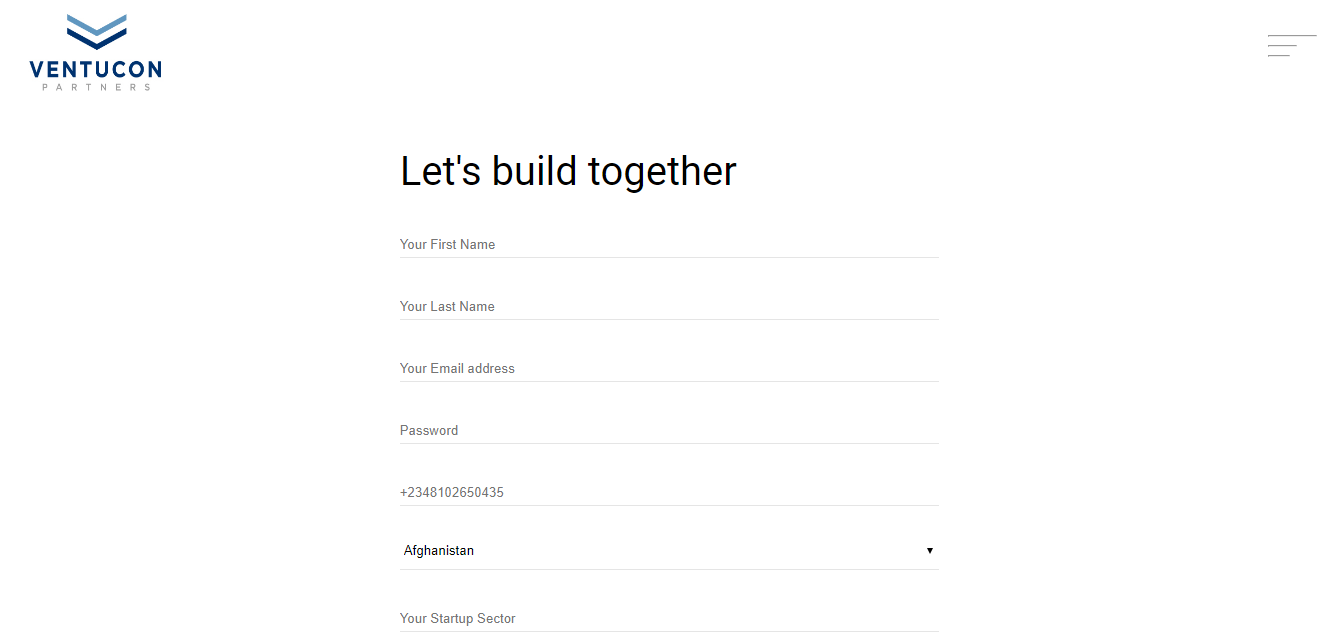 VENTUCON
PARTNERS
Let's build together
Your First Name
Your Last Name
Your Email address
Password
+2348102650435
Afghanistan
Your Startup Sector